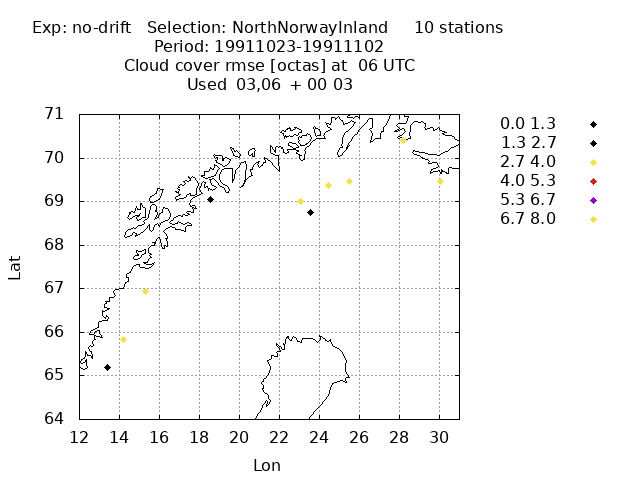 Exp: no-drift Selection: NorthNorwayInland 10 stations
Period: 19911023-19911102
Cloud cover rmse [octas] at 06 UTC
Used 03,06 + 00 03
71
70
69
68
67
66
65
64
Lat
12 14 16 18 20 22 24 26 28 30
Lon
0.0 1.3
1.3 2.7
2.7 4.0
4.0 5.3
5.3 6.7
6.7 8.0